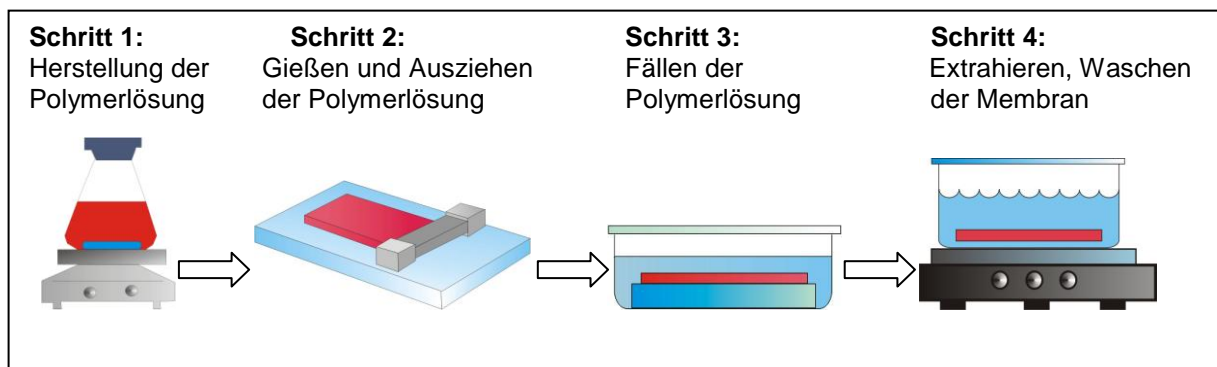 Schritt 1:
Herstellung der
Polymerlösung
Schritt 2:
Gießen und Ausziehen
der Polymerlösung
Schritt 3:
Fällen der
Polymerlösung
Schritt 4:
Extrahieren, Waschen
der Membran